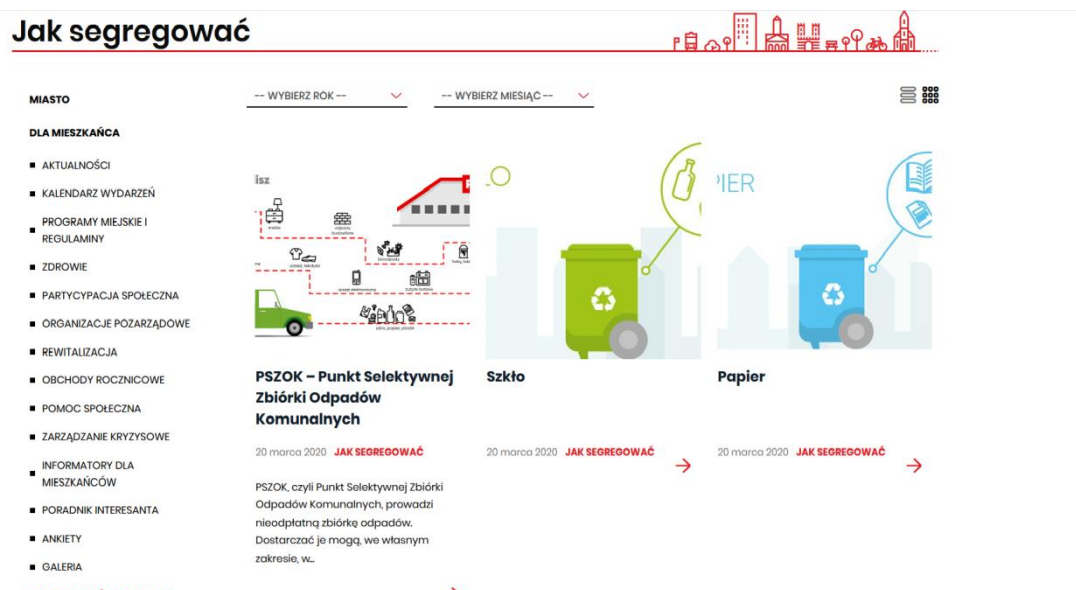 Jak segregować
MIASTO
DLA MIESZKAŃCA
AKTUALNOŚCI
KALENDARZ WYDARZEŃ
PROGRAMY MIEJSKIE I
REGULAMINY
ZDROWIE
PARTYCYPACJA SPOŁECZNA
ORGANIZACJE POZARZĄDOWE
REWITALIZACJA
OBCHODY ROCZNICOWE
POMOC SPOŁECZNA
ZARZĄDZANIE KRYZYSOWE
INFORMATORY DLA
MIESZKAŃCÓW
PORADNIK INTERESANTA
ANKIETY
GALERIA
-- WYBIERZ ROK --
-- WYBIERZ MIESIĄC --
isz
PSZOK – Punkt Selektywnej
Zbiórki Odpadów
Komunalnych
20 marca 2020 JAK SEGREGOWAĆ
PSZOK, czyli Punkt Selektywnej Zbiórki
Odpadów Komunalnych, prowadzi
nieodpłatną zbiórkę odpadów.
Dostarczać je mogą, we własnym
zakresie, w...
ŁO
Szkło
20 marca 2020 JAK SEGREGOWAĆ
PIER
Papier
20 marca 2020 JAK SEGREGOWAĆ